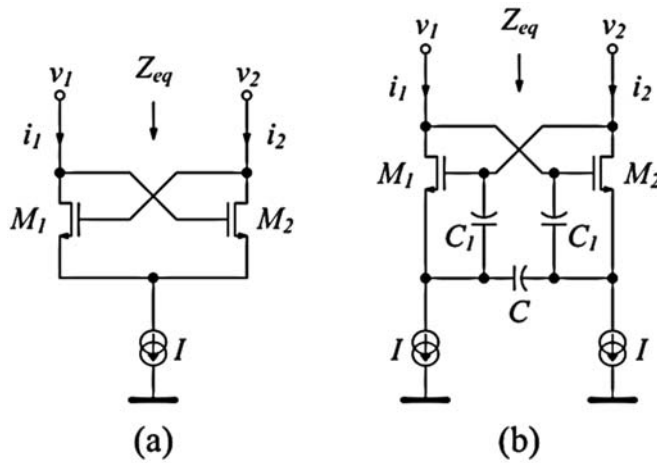 v1 Zeq v2
i1 i2
M1 M2
I
(a)
v1 Zeq v2
i1 i2
M1 M2
C1 C1
C
I I
(b)